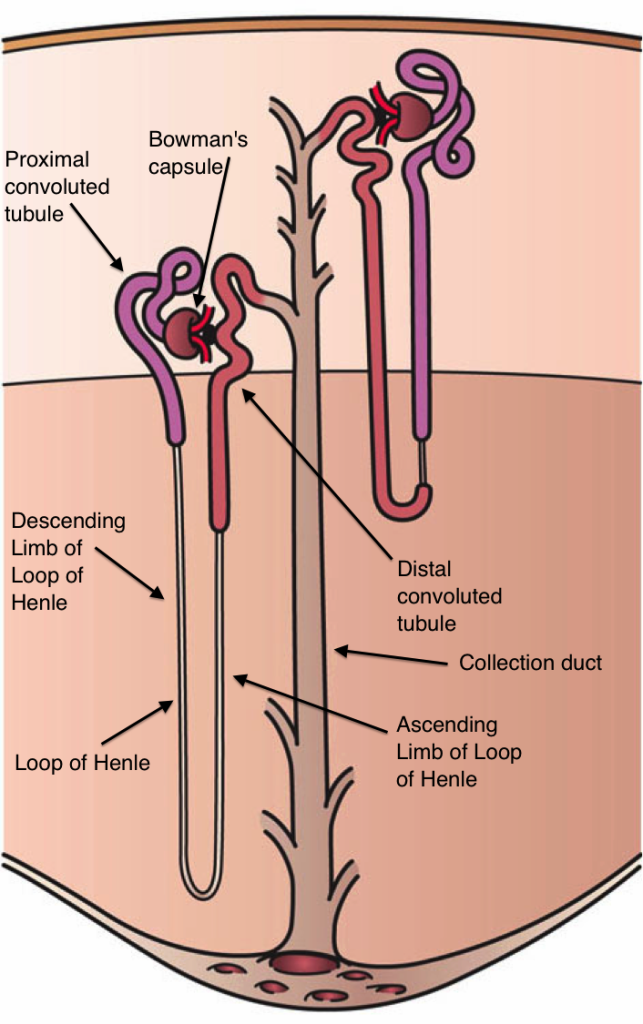 Bowman's
capsule
Proximal
convoluted
tubule
Descending
Limb of
Loop of
Henle
Distal
convoluted
tubule
Collection duct
Ascending
Limb of Loop
of Henle
Loop of Henle